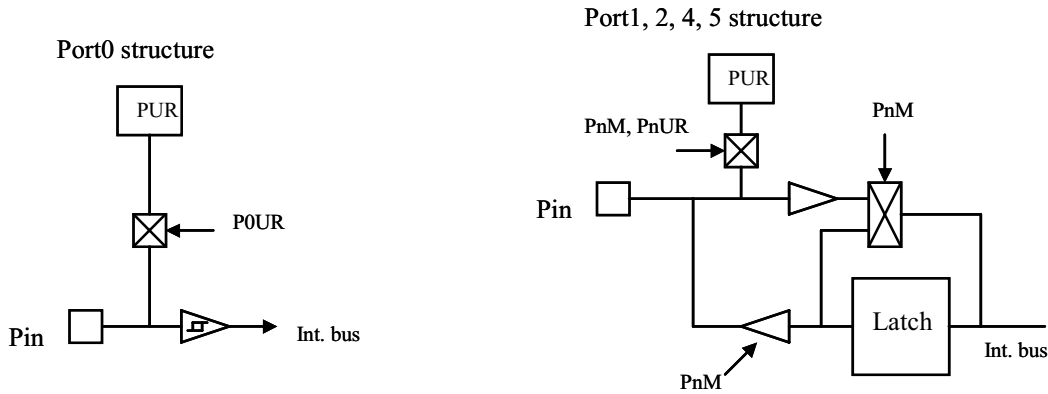 Port0 structure
PUR
P0UR
Pin
Int. bus
Port1, 2, 4, 5 structure
PUR
PnM, PnUR
PnM
Pin
Latch
Int. bus
PnM